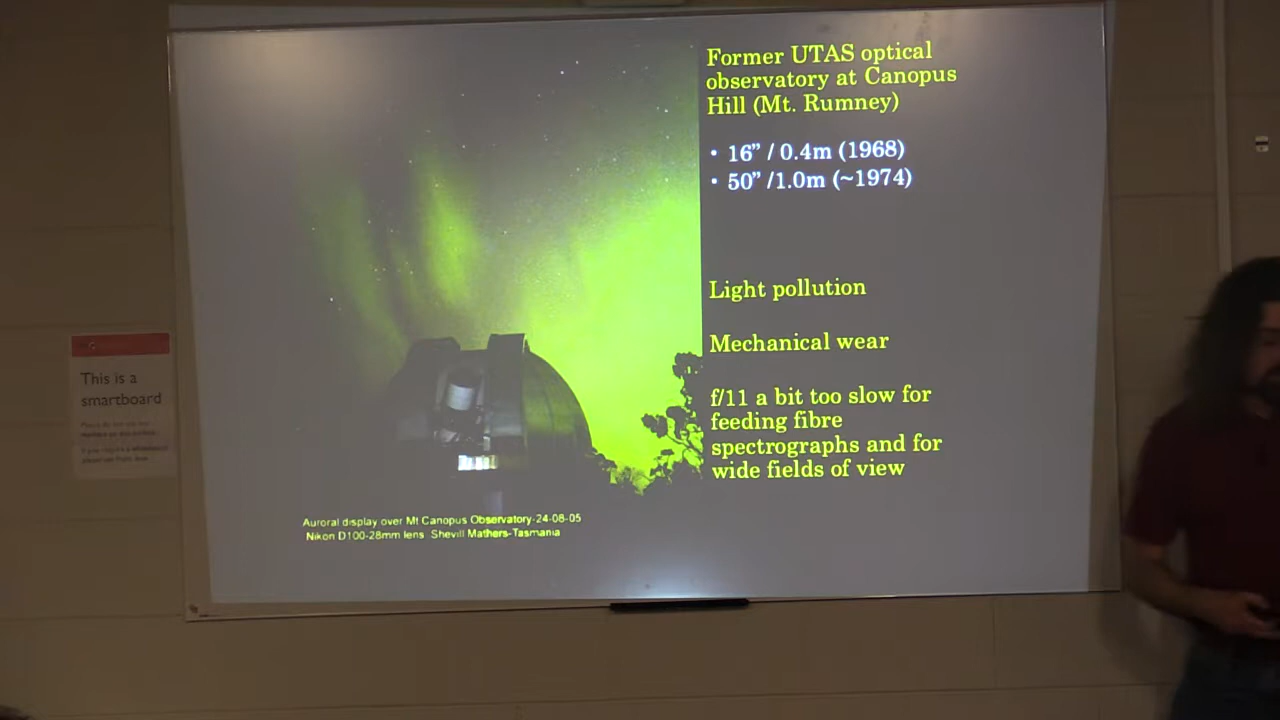 Former UTAS optical
observatory at Canopus
Hill (Mt. Rumney)
• 16” / 0.4m (1968)
• 50” /1.0m (~1974)
Light pollution
Mechanical wear
f/11 a bit too slow for
feeding fibre
spectrographs and for
wide fields of view
Auroral display over Mt Canopus Observatory-24-08-05
Nikon D100-28mm lens Shevill Mathers-Tasmania
This is a
smartboard